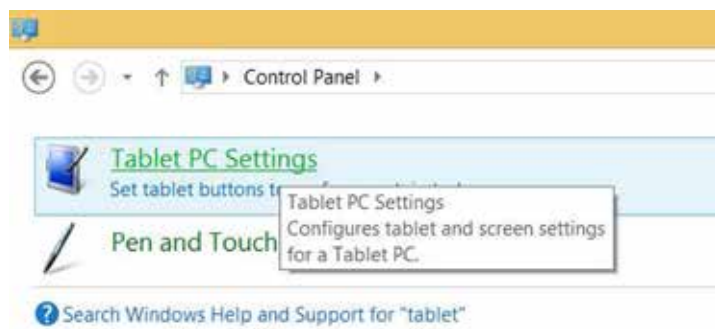 Control Panel
Tablet PC Settings
Set tablet buttons
Tablet PC Settings
Configures tablet and screen settings
for a Tablet PC.
Pen and Touch
Search Windows Help and Support for "tablet"